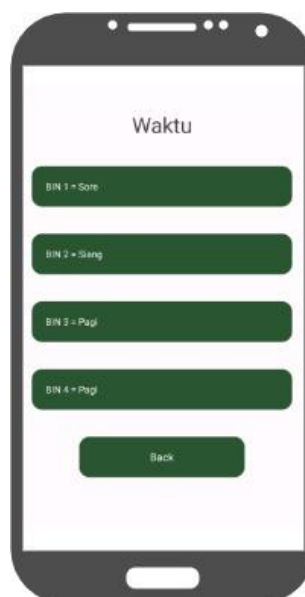 Waktu
BIN 1 = Sore
BIN 2 = Siang
BIN 3 = Pagi
BIN 4 = Pagi
Back